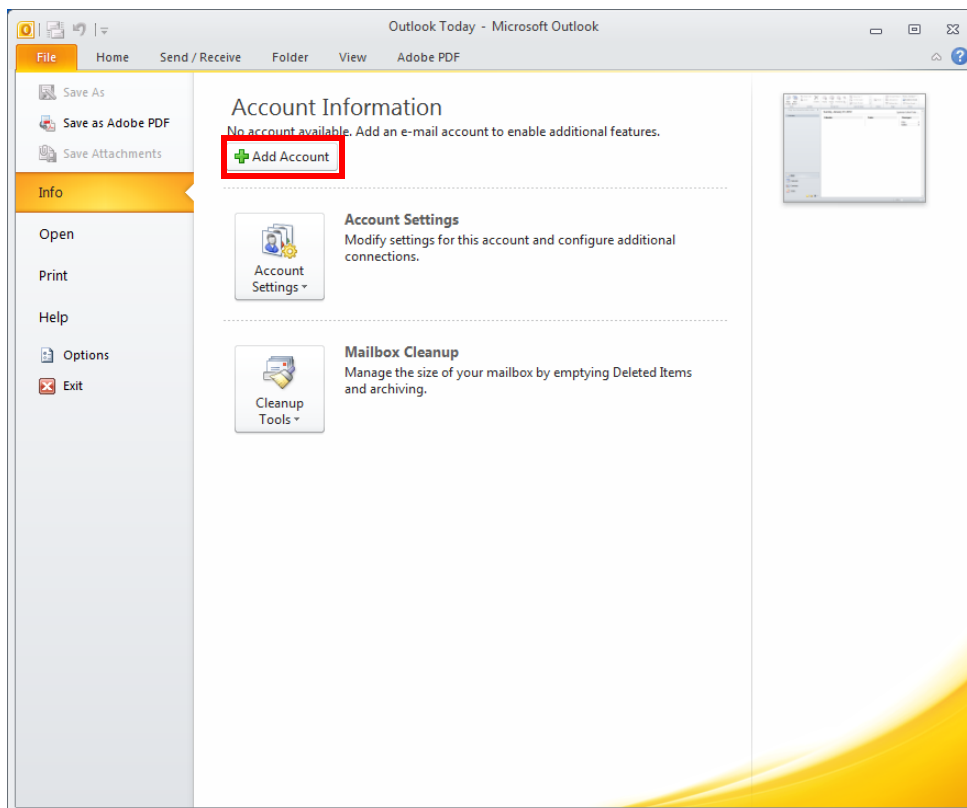 Outlook Today - Microsoft Outlook
File Home Send / Receive Folder View Adobe PDF
Save As
Save as Adobe PDF
Save Attachments
Info
Open
Print
Help
Options
Exit
Account Information
No account available. Add an e-mail account to enable additional features.
Add Account
Account Settings
Account Settings
Modify settings for this account and configure additional
connections.
Cleanup Tools
Mailbox Cleanup
Manage the size of your mailbox by emptying Deleted Items
and archiving.